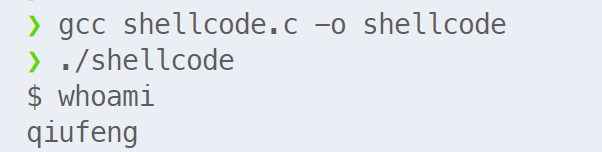 ❯ gcc shellcode.c -o shellcode
❯ ./shellcode
$ whoami
qiufeng